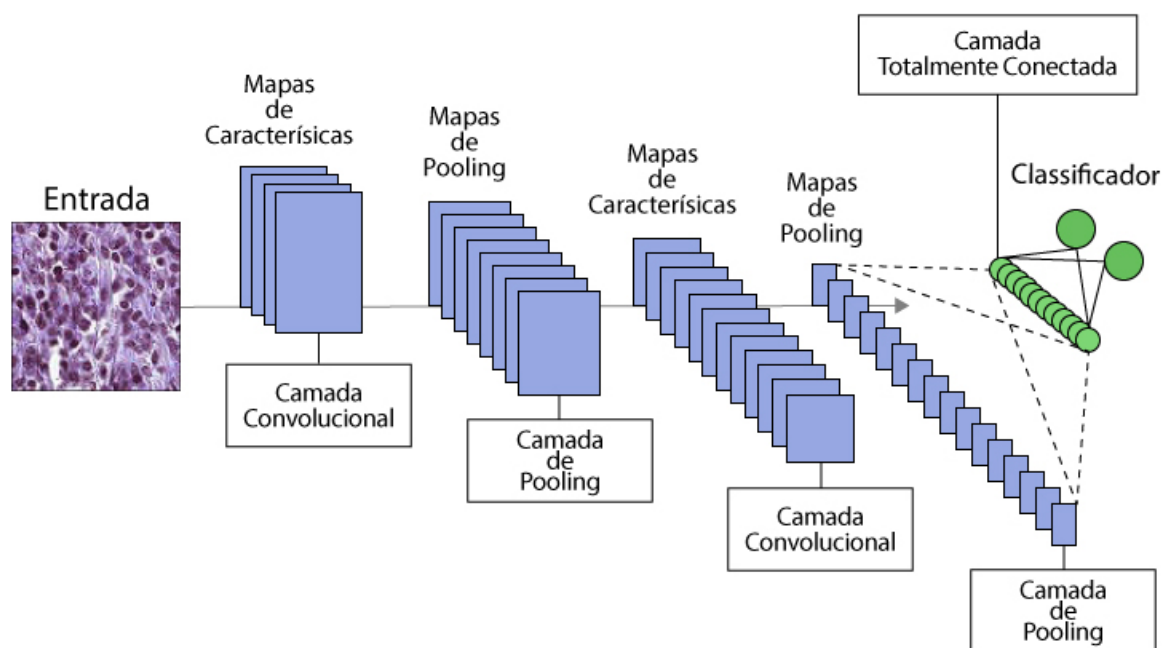 Entrada
Mapas
de
Caracterísicas
Camada
Convolucional
Mapas
de
Pooling
Camada
de
Pooling
Mapas
de
Caracterísicas
Camada
Convolucional
Mapas
de
Pooling
Camada
de
Pooling
Camada
Totalmente Conectada
Classificador